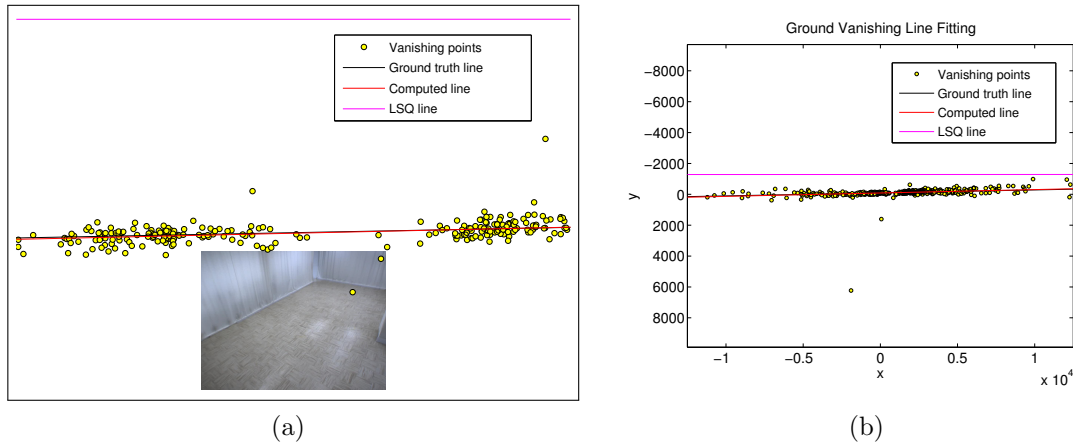 Vanishing points
Ground truth line
Computed line
LSQ line
(a)
Ground Vanishing Line Fitting
Vanishing points
Ground truth line
Computed line
LSQ line
−8000
−6000
−4000
−2000
0
2000
4000
6000
8000
y
−1 −0.5 0 0.5 1
x
x 10^4
(b)